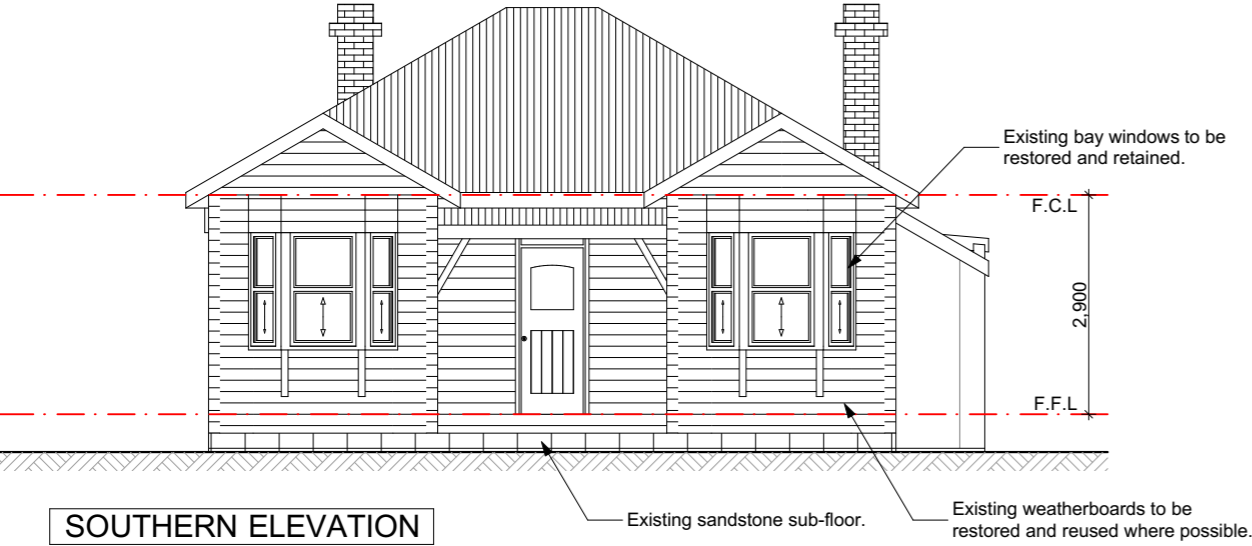 Existing bay windows to be
restored and retained.
F.C.L
2,900
F.F.L
Existing weatherboards to be
restored and reused where possible.
Existing sandstone sub-floor.
SOUTHERN ELEVATION